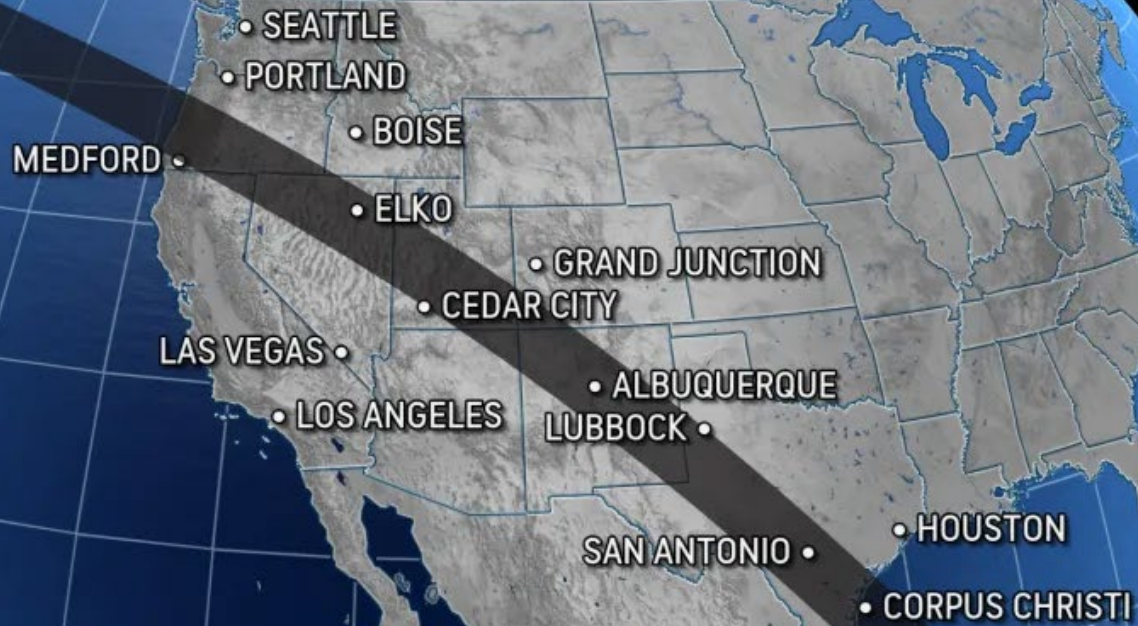 SEATTLE
PORTLAND
BOISE
MEDFORD
ELKO
GRAND JUNCTION
CEDAR CITY
LAS VEGAS
ALBUQUERQUE
LOS ANGELES
LUBBOCK
HOUSTON
SAN ANTONIO
CORPUS CHRISTI